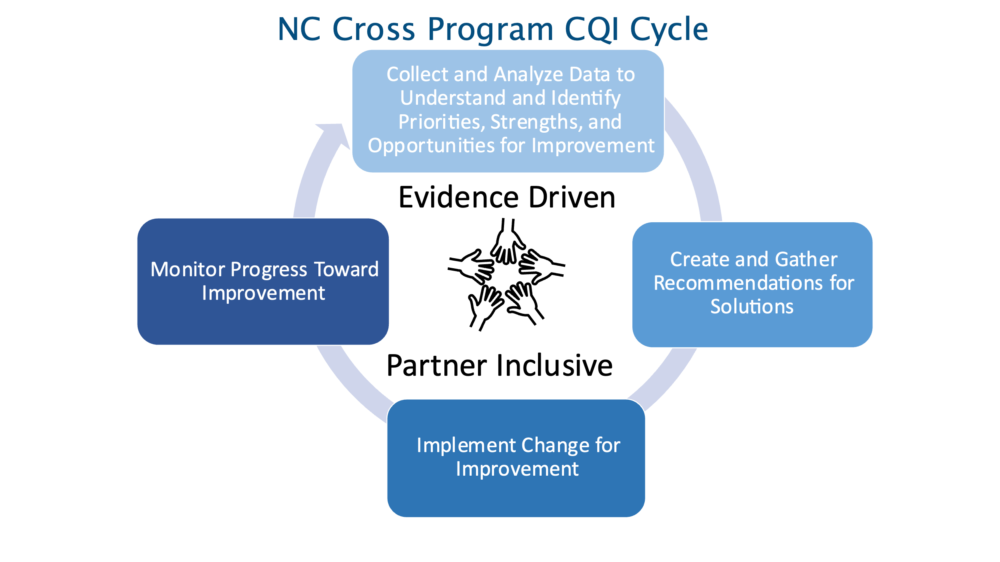 NC Cross Program CQI Cycle
Collect and Analyze Data to
Understand and Identify
Priorities, Strengths, and
Opportunities for Improvement
Evidence Driven
Monitor Progress Toward
Improvement
Create and Gather
Recommendations for
Solutions
Partner Inclusive
Implement Change for
Improvement